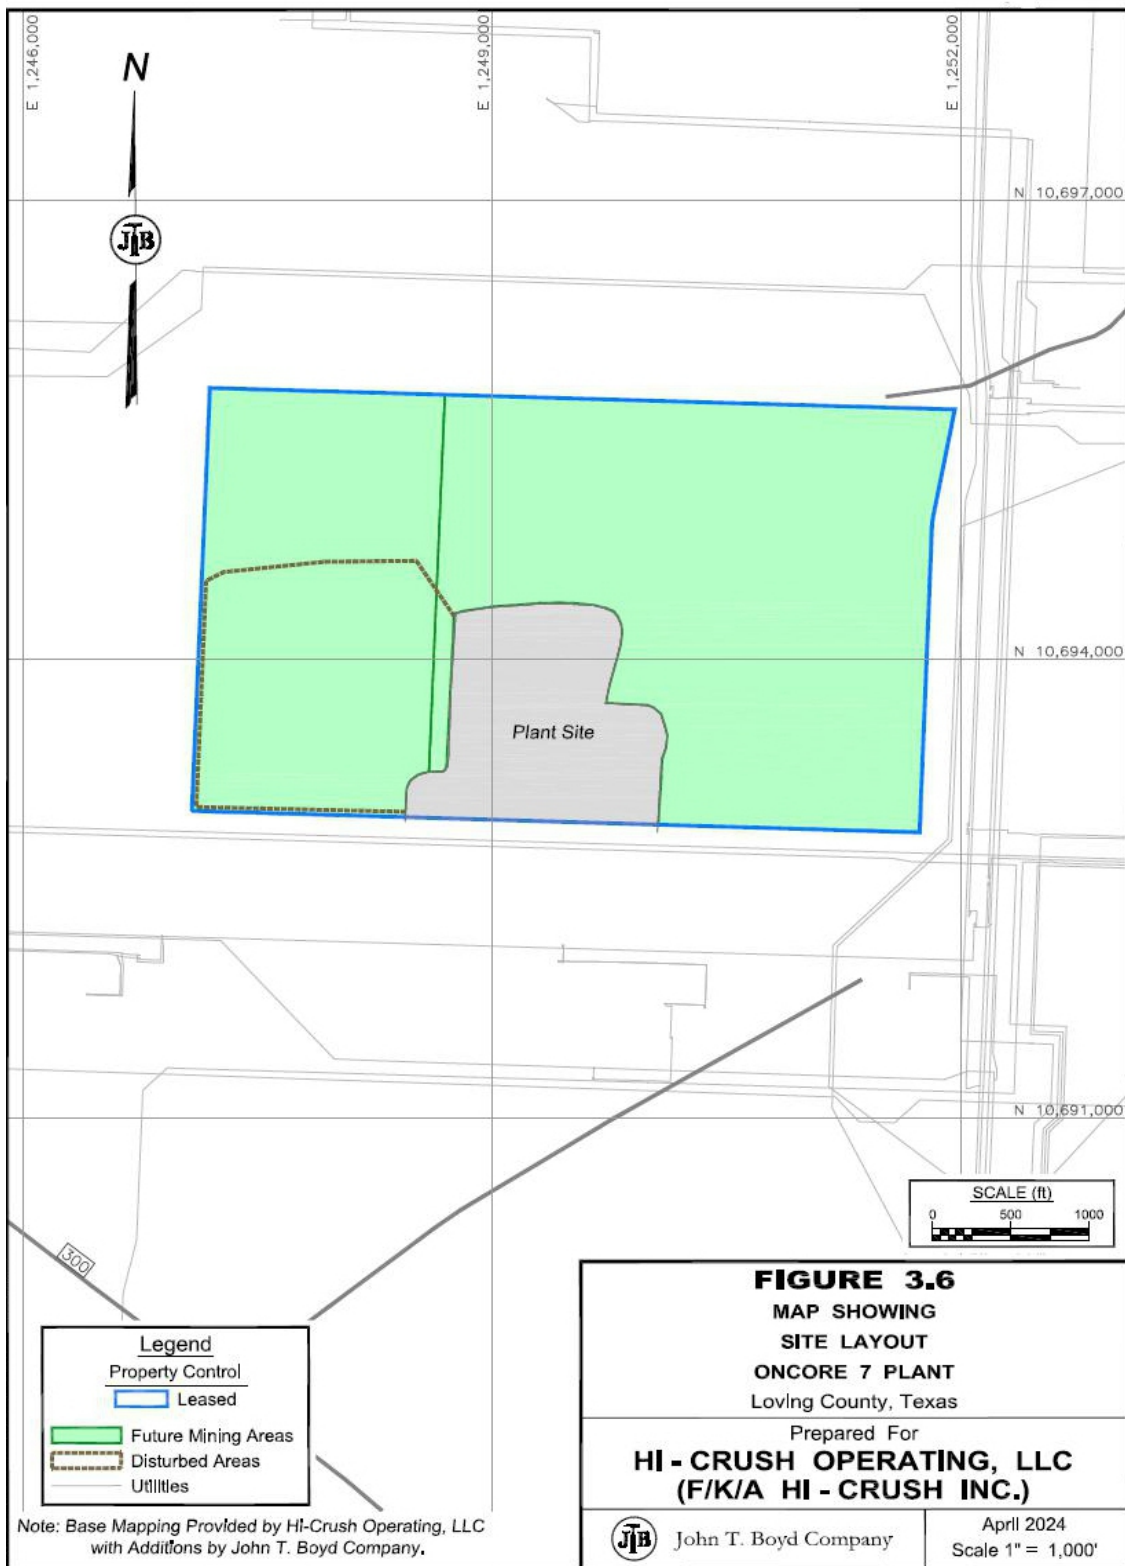 E 1,246,000
E 1,249,000
E 1,252,000
N
JTB
N 10,697,000
N 10,694,000
Plant Site
N 10,691,000
SCALE (ft)
0 500 1000
300
Legend
Property Control
Leased
Future Mining Areas
Disturbed Areas
Utilities
Note: Base Mapping Provided by Hi-Crush Operating, LLC
with Additions by John T. Boyd Company.
FIGURE 3.6
MAP SHOWING
SITE LAYOUT
ONCORE 7 PLANT
Loving County, Texas
Prepared For
HI - CRUSH OPERATING, LLC
(F/K/A HI - CRUSH INC.)
JTB John T. Boyd Company
April 2024
Scale 1" = 1,000'